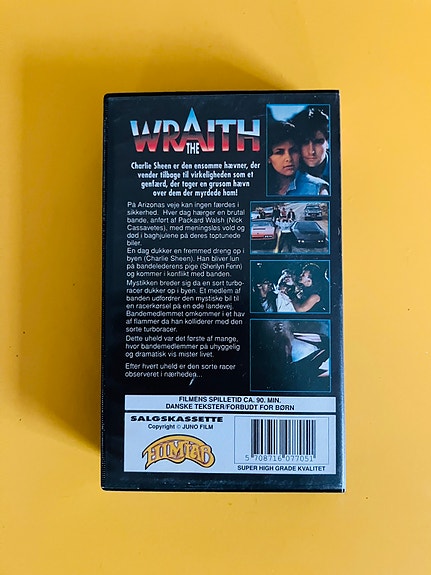 THE WRAITH
Charlie Sheen er den ensomme hævner, der
vender tilbage til virkeligheden som et
genfærd, der tager en grusom hævn
over dem der myrdede ham!
På Arizonas veje kan ingen færdes i
sikkerhed. Hver dag hærger en brutal
bande, anført af Packard Walsh (Nick
Cassavetes), med meningsløs vold og
død i baghjulene på deres toptunede
biler.
En dag dukker en fremmed dreng op i
byen (Charlie Sheen). Han bliver lun
på bandelederens pige (Sherilyn Fenn)
og kommer i konflikt med banden.
Mystikken breder sig da en sort turbo-
racer dukker op i byen. Et medlem af
banden udfordrer den mystiske bil til
en racerkørsel på en øde landevej.
Bandemedlemmet omkommer i et hav
af flammer da han kolliderer med den
sorte turboracer.
Dette uheld var det første af mange,
hvor bandemedlemmer på uhyggelig
og dramatisk vis mister livet.
Efter hvert uheld er den sorte racer
observeret i nærheden...
FILMENS SPILLETID CA. 90. MIN.
DANSKE TEKSTER/FORBUDT FOR BØRN
SALGSKASSETTE
Copyright © JUNO FILM
FILMLAB
5 708716 077051
SUPER HIGH GRADE KVALITET